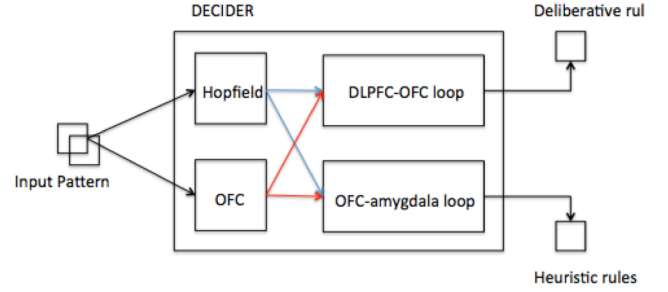 DECIDER
Deliberative rul
Hopfield
DLPFC-OFC loop
Input Pattern
OFC
OFC-amygdala loop
Heuristic rules